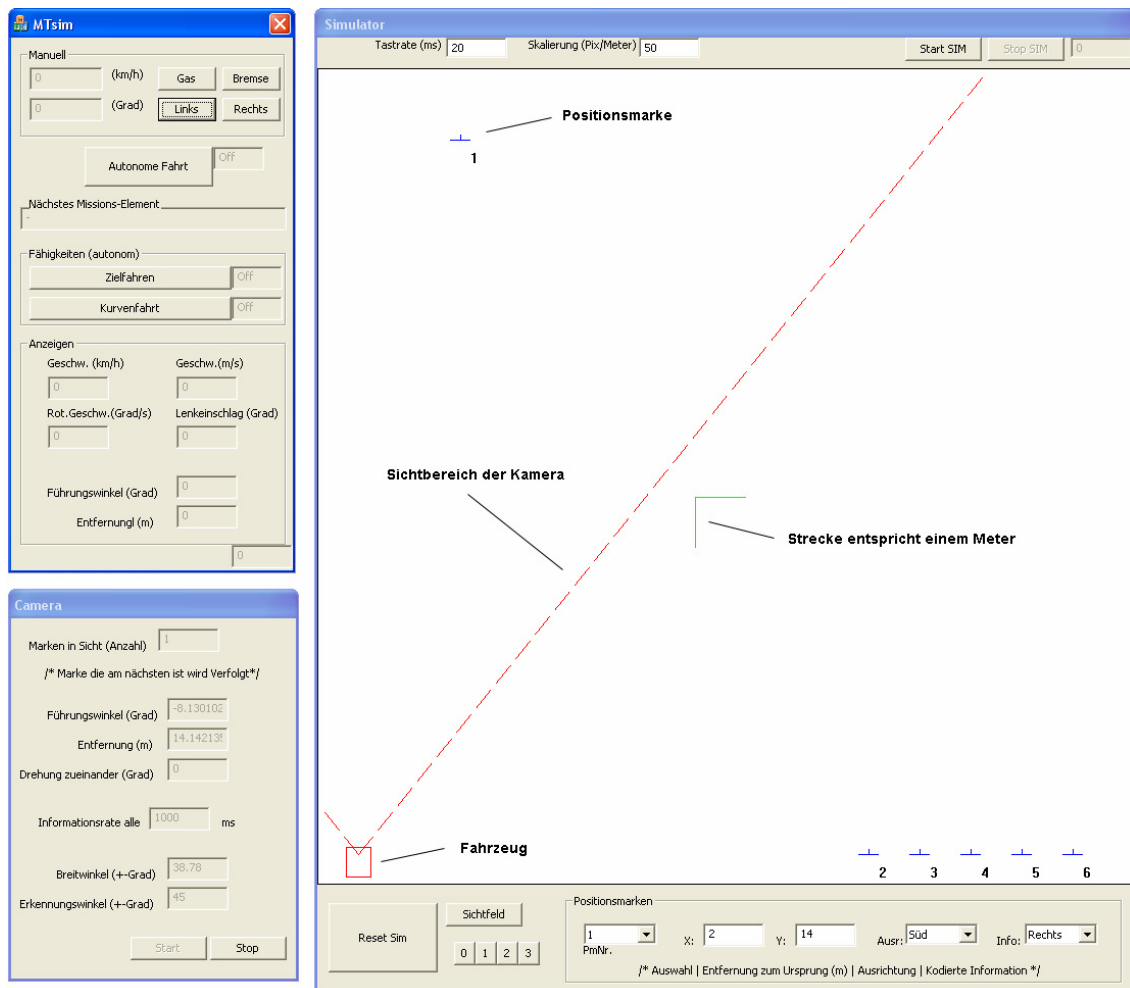 MTsim
Manuell
0 (km/h) Gas Bremse
0 (Grad) Links Rechts
Autonome Fahrt Off
Nächstes Missions-Element
-
Fähigkeiten (autonom)
Zielfahren Off
Kurvenfahrt Off
Anzeigen
Geschw. (km/h) Geschw.(m/s)
0 0
Rot.Geschw.(Grad/s) Lenkeinschlag (Grad)
0 0
Führungswinkel (Grad) 0
Entfernungl (m) 0
0
Camera
Marken in Sicht (Anzahl) 1
/* Marke die am nächsten ist wird Verfolgt*/
Führungswinkel (Grad) -8.130102
Entfernung (m) 14.142135
Drehung zueinander (Grad) 0
Informationsrate alle 1000 ms
Breitwinkel (+-Grad) 38.78
Erkennungswinkel (+-Grad) 45
Start Stop
Simulator
Tastrate (ms) 20 Skalierung (Pix/Meter) 50 Start SIM Stop SIM 0
Positionsmarke
1
Sichtbereich der Kamera
Strecke entspricht einem Meter
Fahrzeug
2 3 4 5 6
Reset Sim
Sichtfeld
0 1 2 3
Positionsmarken
1 X: 2 Y: 14 Ausr: Süd Info: Rechts
PmNr.
/* Auswahl | Entfernung zum Ursprung (m) | Ausrichtung | Kodierte Information */